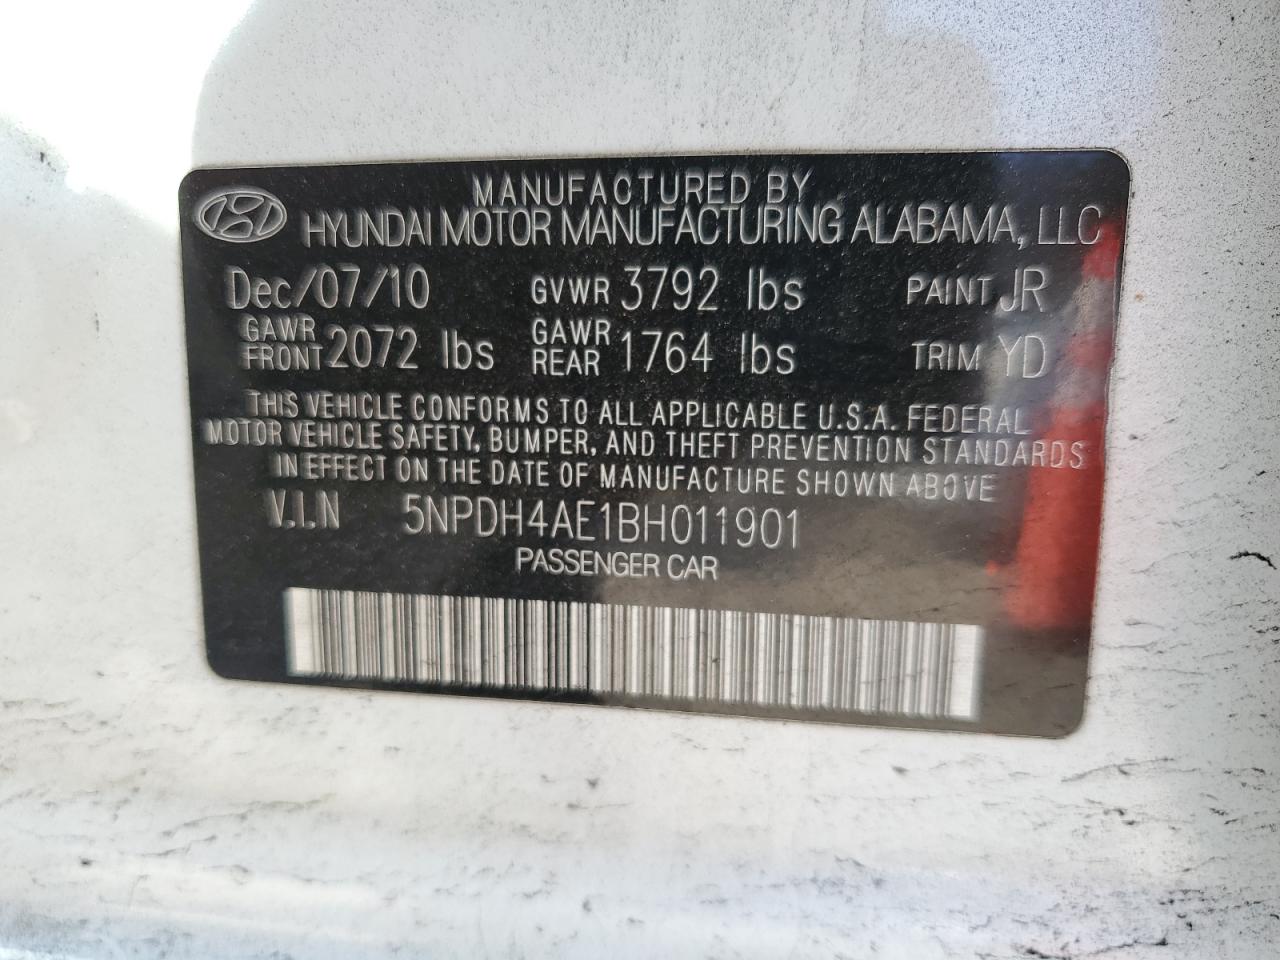 MANUFACTURED BY
HYUNDAI MOTOR MANUFACTURING ALABAMA, LLC
Dec/07/10 GVWR 3792 lbs PAINT JR
GAWR FRONT 2072 lbs GAWR REAR 1764 lbs TRIM YD
THIS VEHICLE CONFORMS TO ALL APPLICABLE U.S.A. FEDERAL
MOTOR VEHICLE SAFETY, BUMPER, AND THEFT PREVENTION STANDARDS
IN EFFECT ON THE DATE OF MANUFACTURE SHOWN ABOVE
V.I.N 5NPDH4AE1BH011901
PASSENGER CAR